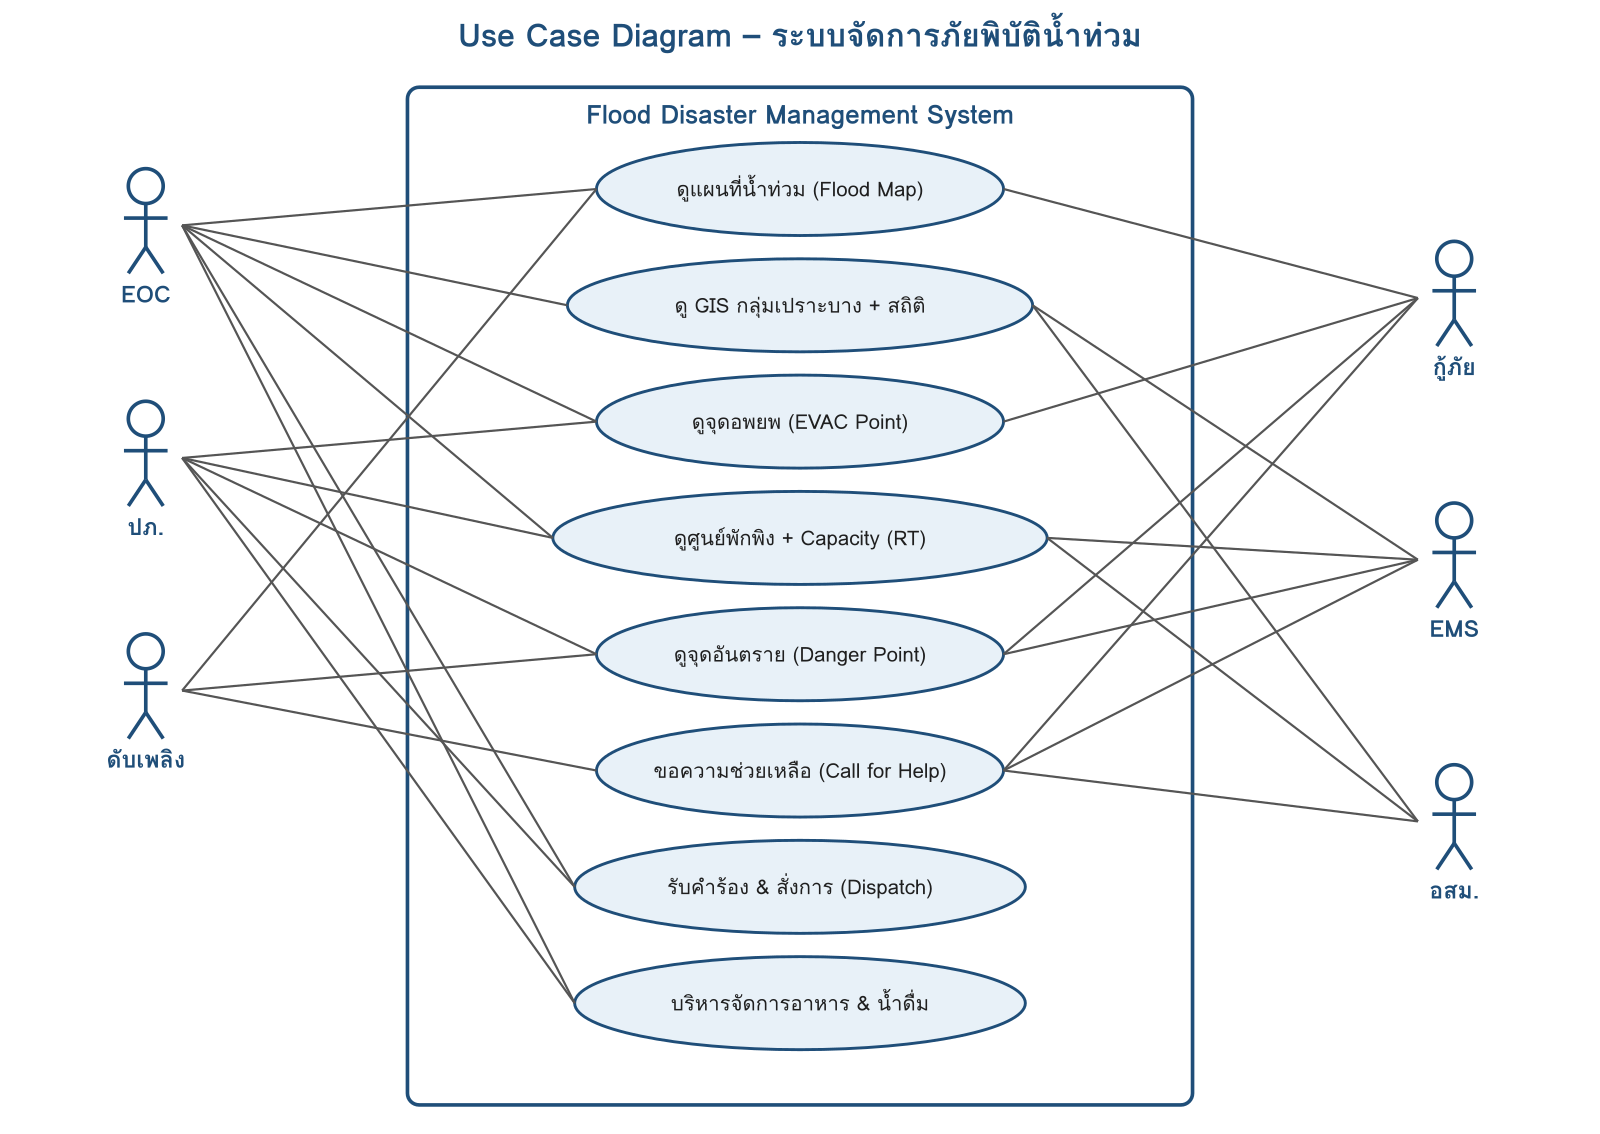 Use Case Diagram – ระบบจัดการภัยพิบัติน้ำท่วม
Flood Disaster Management System
ดูแผนที่น้ำท่วม (Flood Map)
EOC
ดู GIS กลุ่มเปราะบาง + สถิติ
กู้ภัย
ดูจุดอพยพ (EVAC Point)
ปภ.
ดูศูนย์พักพิง + Capacity (RT)
EMS
ดูจุดอันตราย (Danger Point)
ดับเพลิง
ขอความช่วยเหลือ (Call for Help)
รับคำร้อง & สั่งการ (Dispatch)
อสม.
บริหารจัดการอาหาร & น้ำดื่ม